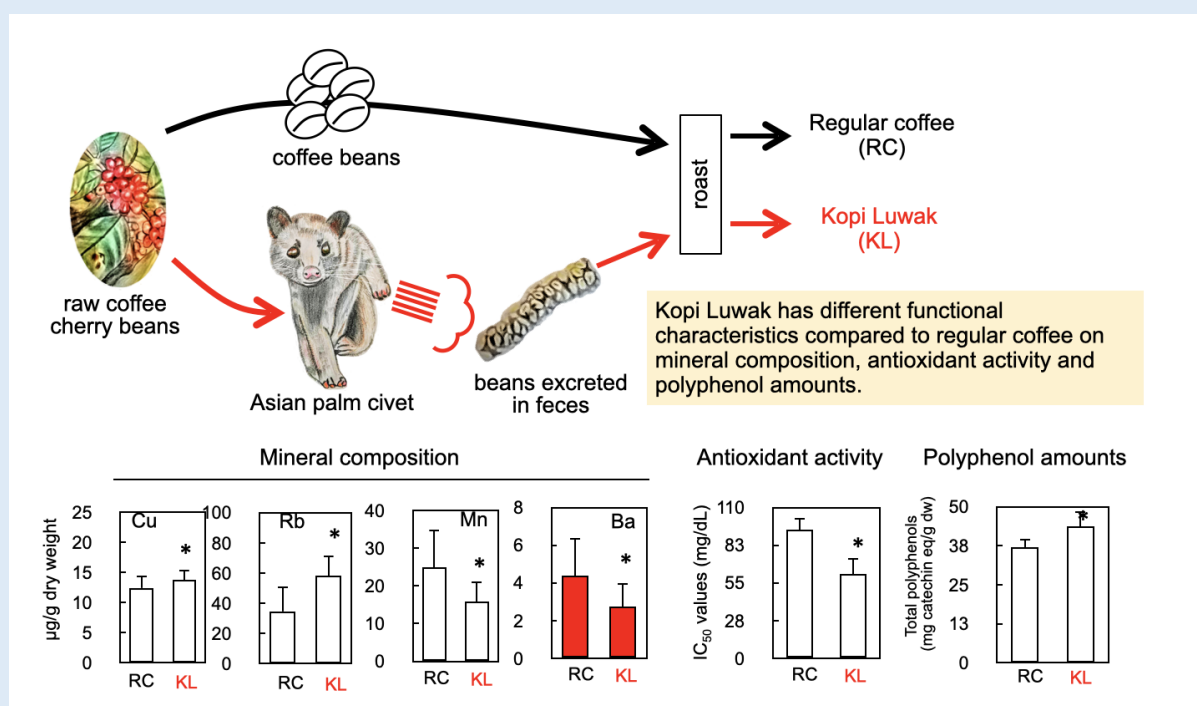 coffee beans
raw coffee
cherry beans
Asian palm civet
beans excreted
in feces
roast
Regular coffee
(RC)
Kopi Luwak
(KL)
Kopi Luwak has different functional
characteristics compared to regular coffee on
mineral composition, antioxidant activity and
polyphenol amounts.
Mineral composition
µg/g dry weight
Cu
25
20
15
10
5
0
*
RC KL
Rb
100
80
60
40
20
0
*
RC KL
Mn
40
30
20
10
0
*
RC KL
Ba
8
6
4
2
0
*
RC KL
Antioxidant activity
IC50 values (mg/dL)
110
83
55
28
0
*
RC KL
Polyphenol amounts
Total polyphenols
(mg catechin eq/g dw)
50
38
25
13
0
*
RC KL